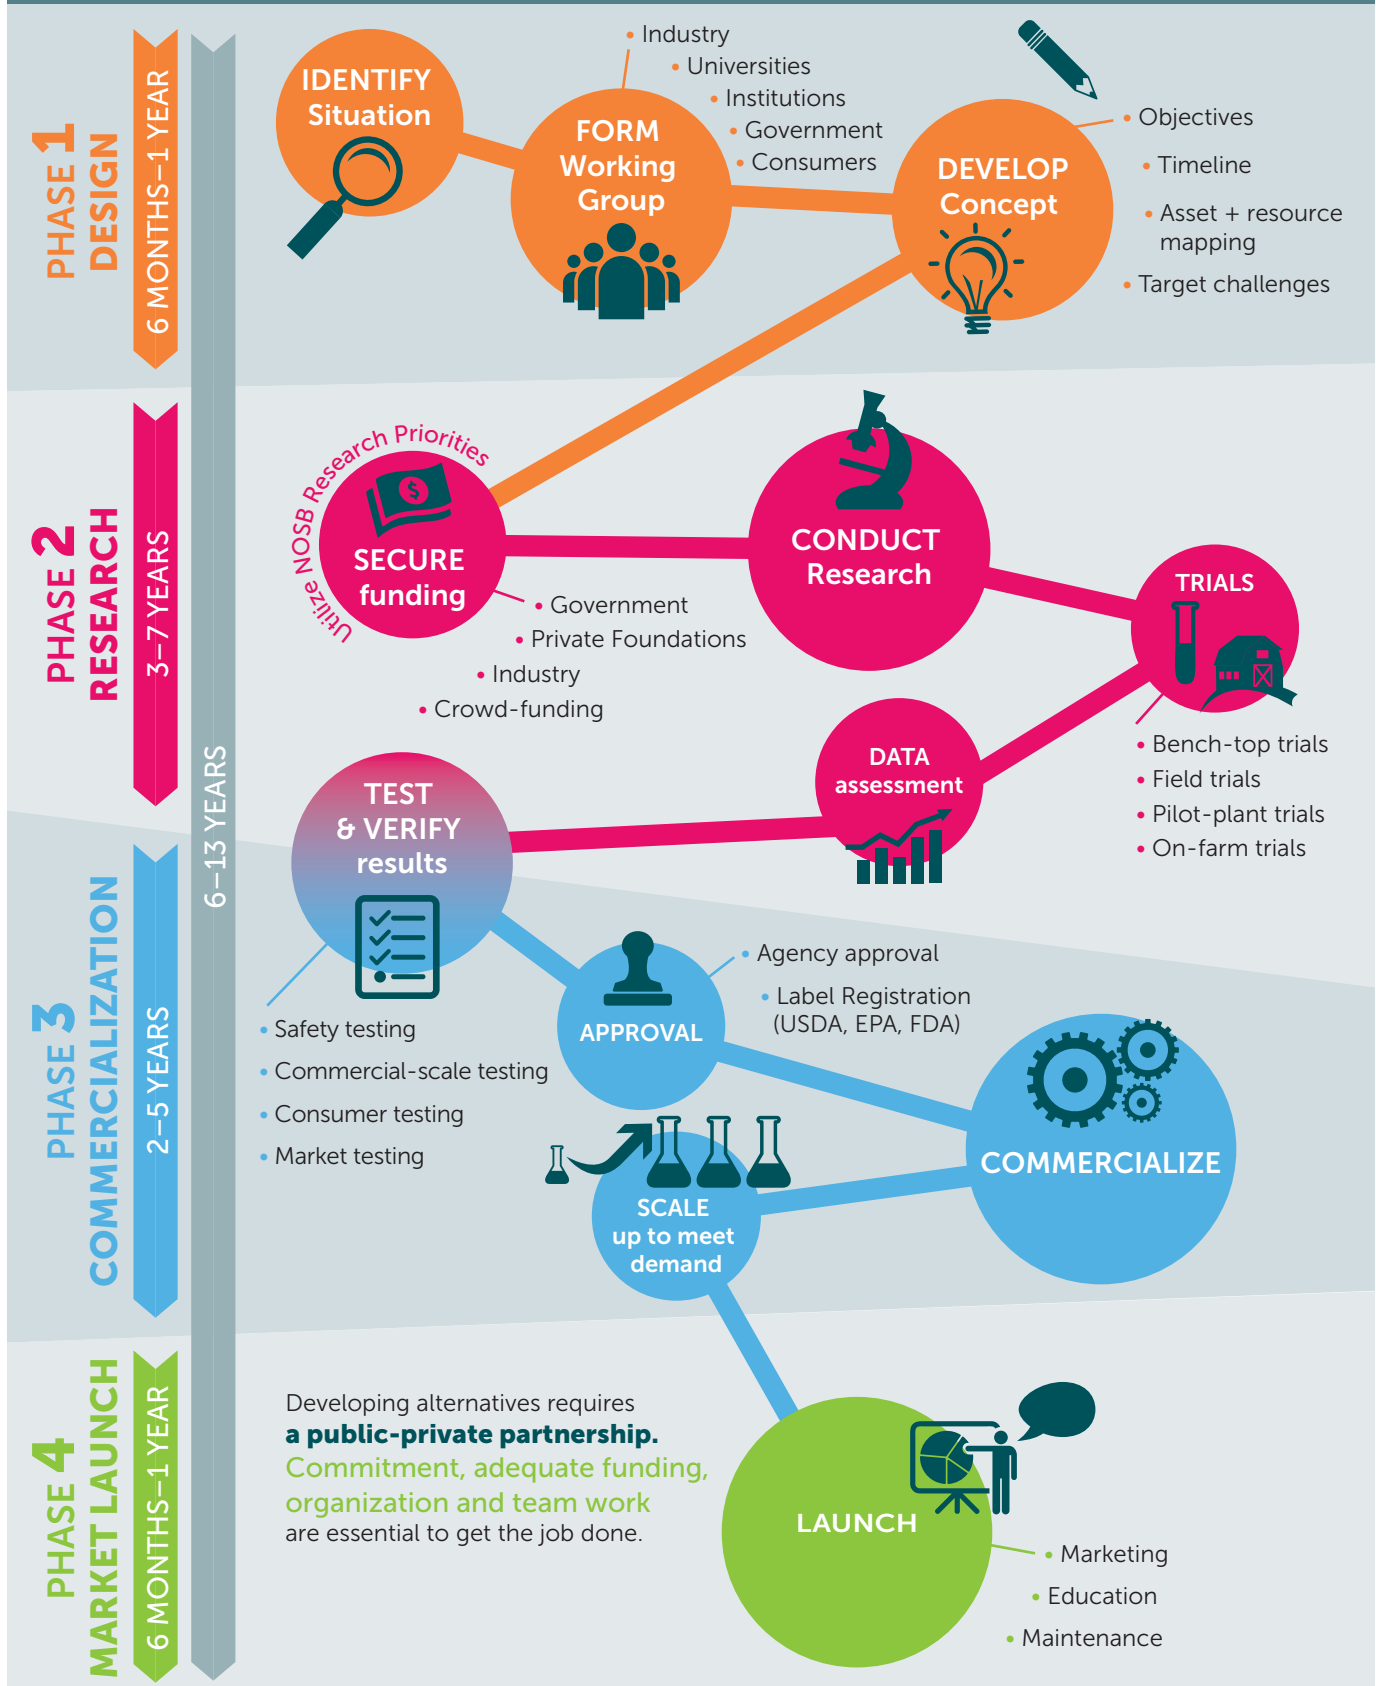 PHASE 1
DESIGN
6 MONTHS–1 YEAR
IDENTIFY
Situation
FORM
Working
Group
• Industry
• Universities
• Institutions
• Government
• Consumers
DEVELOP
Concept
• Objectives
• Timeline
• Asset + resource
mapping
• Target challenges
6–13 YEARS
PHASE 2
RESEARCH
3–7 YEARS
Utilize NOSB Research Priorities
$
SECURE
funding
• Government
• Private Foundations
• Industry
• Crowd-funding
CONDUCT
Research
TRIALS
• Bench-top trials
• Field trials
• Pilot-plant trials
• On-farm trials
DATA
assessment
TEST
& VERIFY
results
• Safety testing
• Commercial-scale testing
• Consumer testing
• Market testing
PHASE 3
COMMERCIALIZATION
2–5 YEARS
APPROVAL
• Agency approval
• Label Registration
(USDA, EPA, FDA)
COMMERCIALIZE
SCALE
up to meet
demand
PHASE 4
MARKET LAUNCH
6 MONTHS–1 YEAR
Developing alternatives requires
a public-private partnership.
Commitment, adequate funding,
organization and team work
are essential to get the job done.
LAUNCH
• Marketing
• Education
• Maintenance